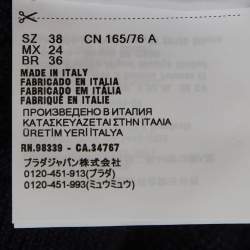 SZ 38 CN 165/76 A
MX 24
BR 36
MADE IN ITALY
FABRICADO EN ITALIA
FABRICADO EM ITÁLIA
FABRIQUÉ EN ITALIE
ПРОИЗВЕДЕНО В ИТАЛИЯ
ΚΑΤΑΣΚΕΥΑΖΕΤΑΙ ΣΤΗΝ ΙΤΑΛΙΑ
ÜRETİM YERİ İTALYA
RN.98339 - CA.34767
プラダジャパン株式会社
0120-451-913(プラダ)
0120-451-993(ミュウミュウ)